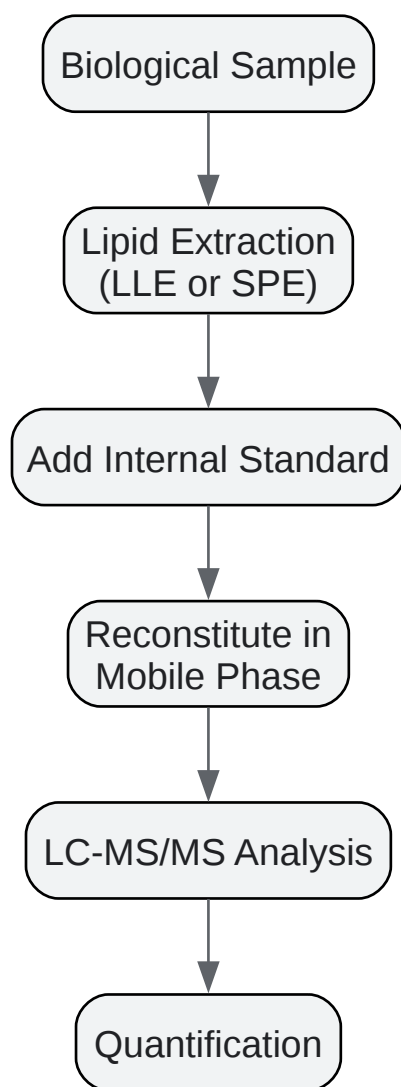 Biological Sample
Lipid Extraction
(LLE or SPE)
Add Internal Standard
Reconstitute in
Mobile Phase
LC-MS/MS Analysis
Quantification